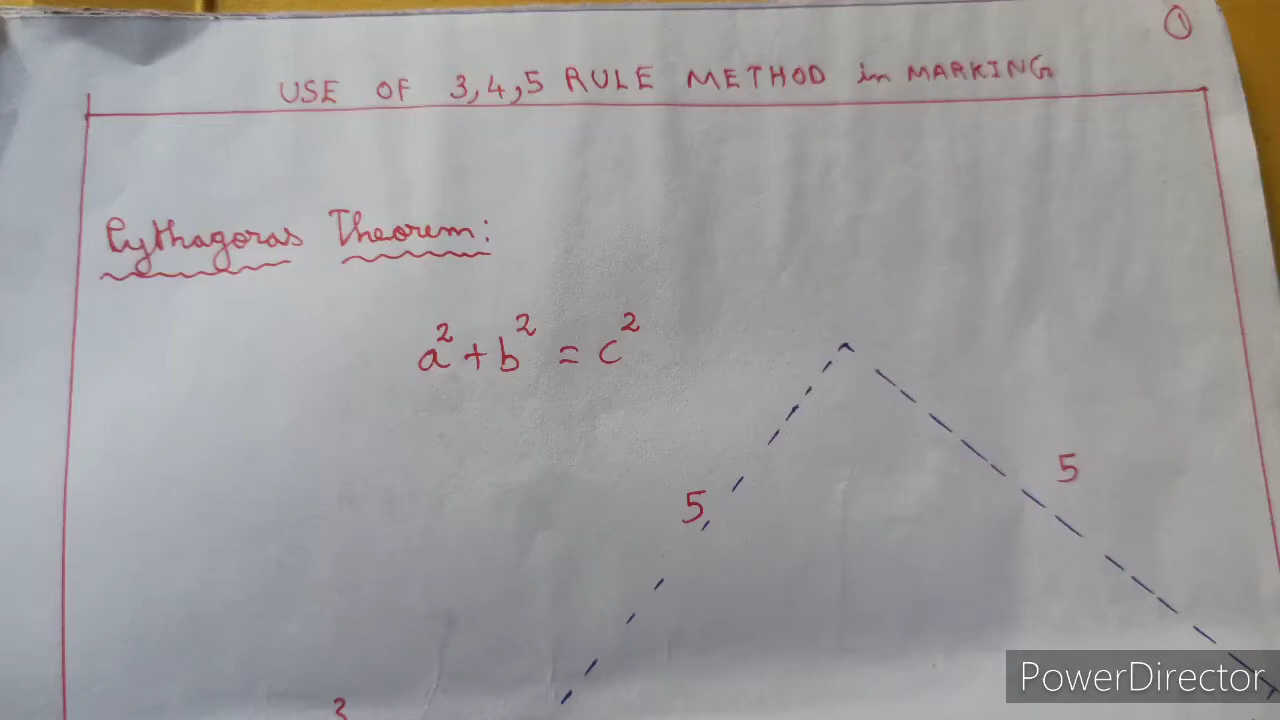 1
USE OF 3,4,5 RULE METHOD in MARKING
Pythagoras Theorem:
a² + b² = c²
5
5
3
PowerDirector